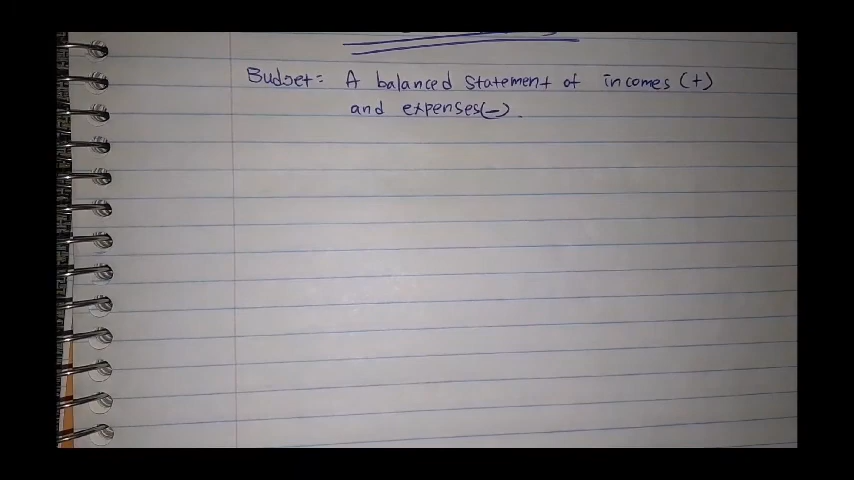 Budget: A balanced statement of incomes (+)
and expenses(-).